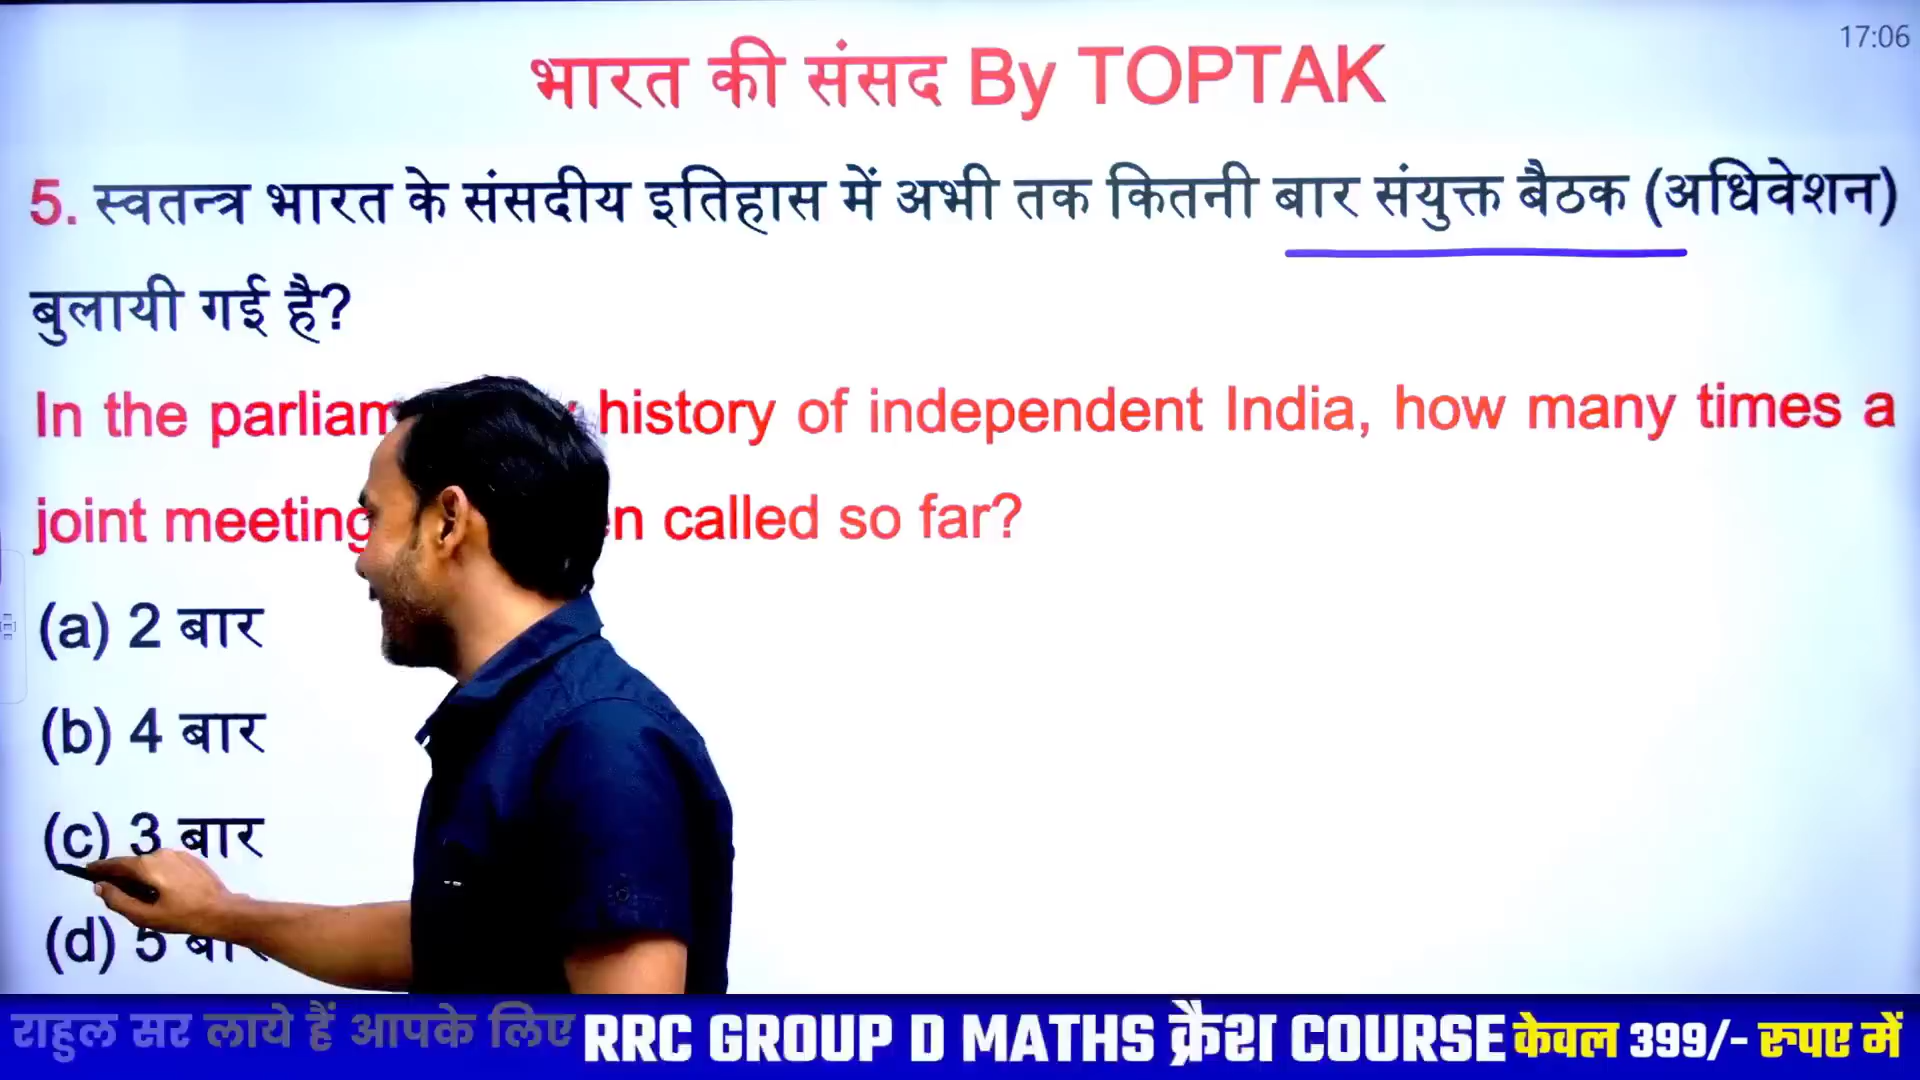 17:06
भारत की संसद By TOPTAK
5. स्वतन्त्र भारत के संसदीय इतिहास में अभी तक कितनी बार संयुक्त बैठक (अधिवेशन)
बुलायी गई है?
In the history of independent India, how many times a
joint meeting called so far?
(a) 2 बार
(b) 4 बार
(c) 3 बार
(d) 5 बार
राहुल सर लाये हैं आपके लिए RRC GROUP D MATHS क्रैश COURSE केवल 399/- रुपए में